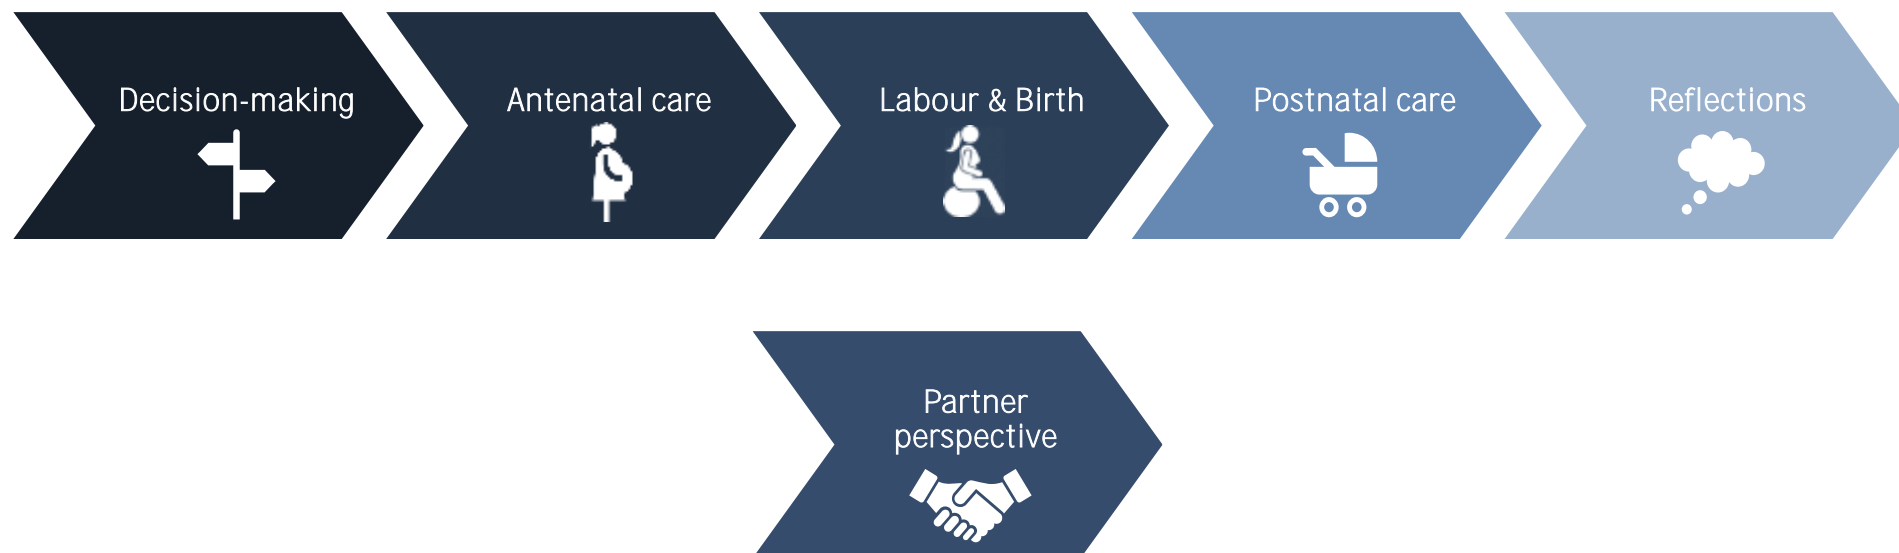 Decision-making
Antenatal care
Labour & Birth
Postnatal care
Reflections
Partner
perspective